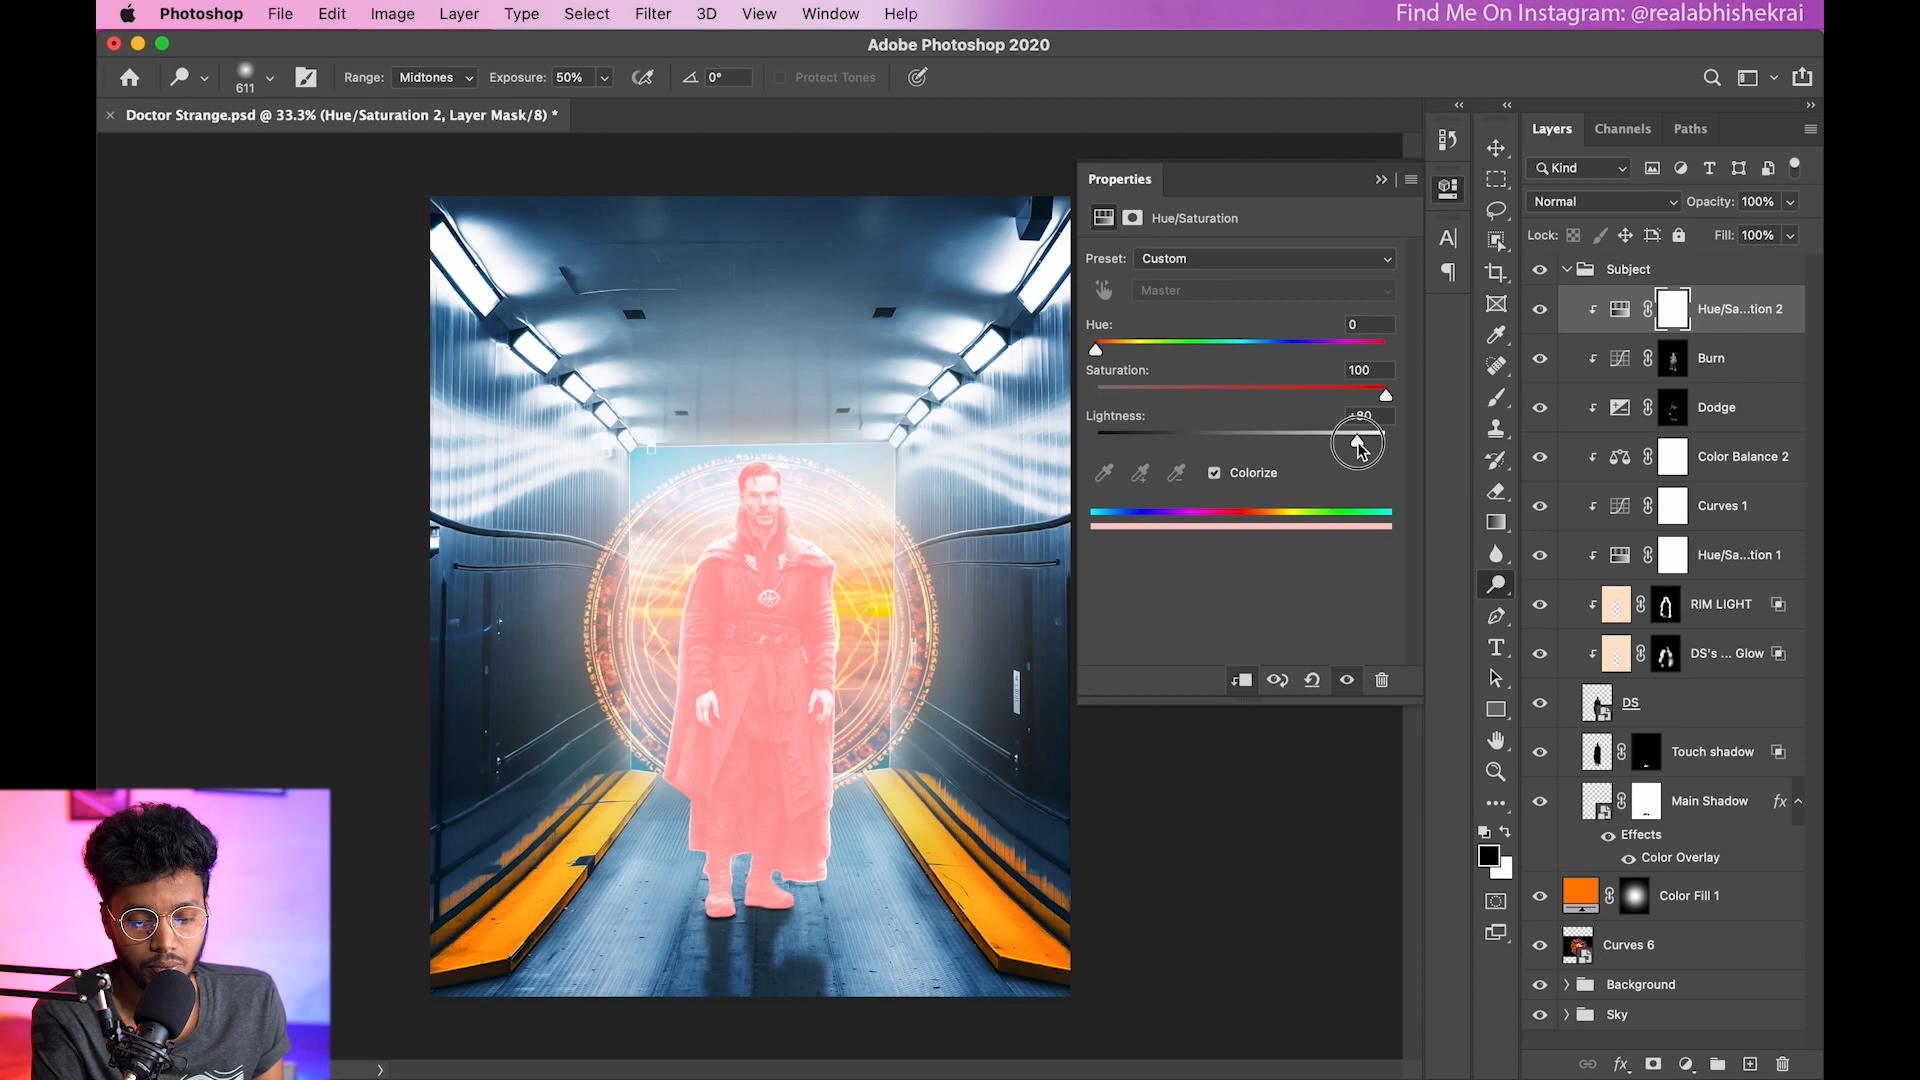 Photoshop File Edit Image Layer Type Select Filter 3D View Window Help
Find Me On Instagram: @realabhishekrai
Adobe Photoshop 2020
611
Range: Midtones Exposure: 50% 0° Protect Tones
Doctor Strange.psd @ 33.3% (Hue/Saturation 2, Layer Mask/8) *
Properties
Hue/Saturation
Preset: Custom
Master
Hue: 0
Saturation: 100
Lightness: +80
Colorize
Layers Channels Paths
Kind
Normal Opacity: 100%
Lock: Fill: 100%
Subject
Hue/Sa...tion 2
Burn
Dodge
Color Balance 2
Curves 1
Hue/Sa...tion 1
RIM LIGHT
DS's ... Glow
DS
Touch shadow
Main Shadow fx
Effects
Color Overlay
Color Fill 1
Curves 6
Background
Sky
fx